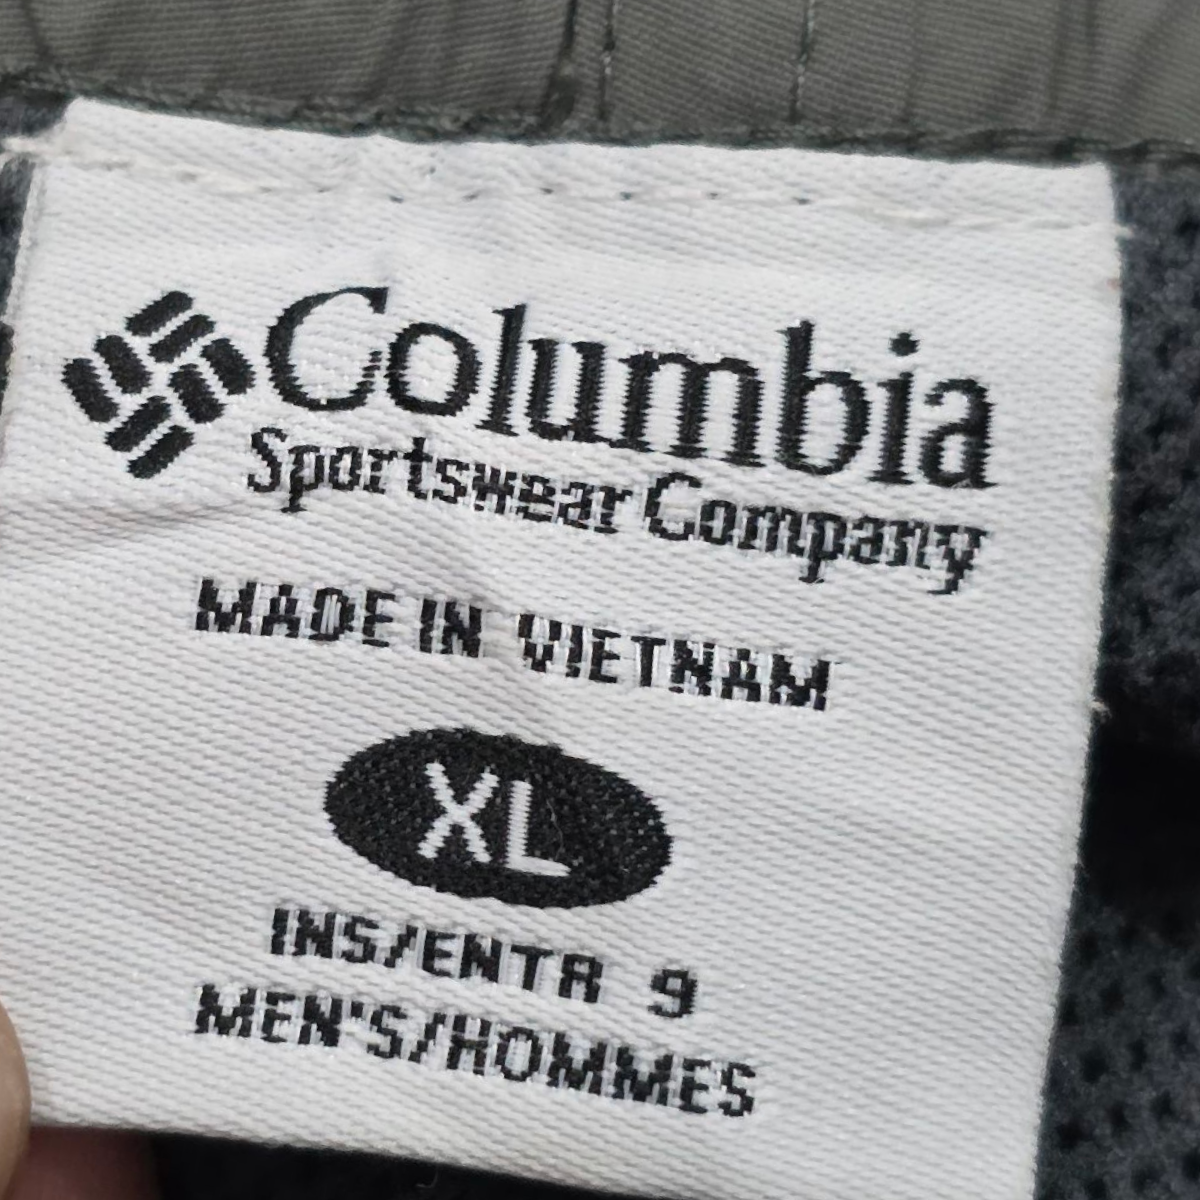 Columbia
Sportswear Company
MADE IN VIETNAM
XL
INS/ENTR 9
MEN'S/HOMMES